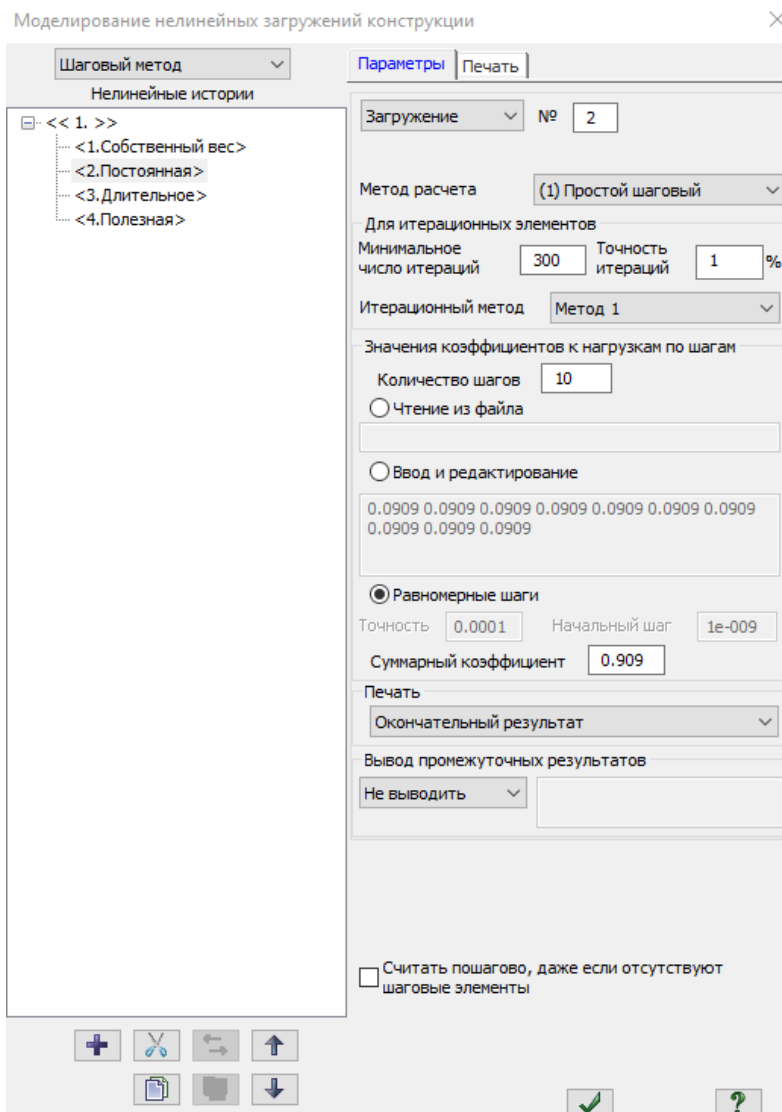 Моделирование нелинейных загружений конструкции
Шаговый метод
Нелинейные истории
<< 1. >>
<1.Собственный вес>
<2.Постоянная>
<3.Длительное>
<4.Полезная>
Параметры Печать
Загружение № 2
Метод расчета (1) Простой шаговый
Для итерационных элементов
Минимальное число итераций 300 Точность итераций 1 %
Итерационный метод Метод 1
Значения коэффициентов к нагрузкам по шагам
Количество шагов 10
Чтение из файла
Ввод и редактирование
0.0909 0.0909 0.0909 0.0909 0.0909 0.0909 0.0909
0.0909 0.0909 0.0909
Равномерные шаги
Точность 0.0001 Начальный шаг 1e-009
Суммарный коэффициент 0.909
Печать
Окончательный результат
Вывод промежуточных результатов
Не выводить
Считать пошагово, даже если отсутствуют
шаговые элементы
?